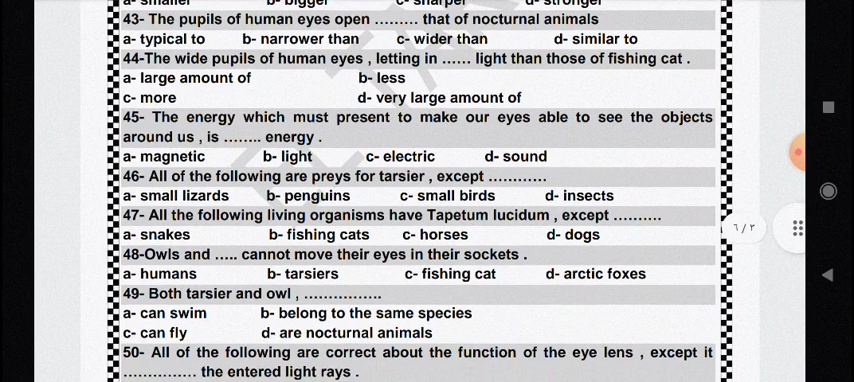 a- smaller b- bigger c- sharper d- stronger
43- The pupils of human eyes open ……… that of nocturnal animals
a- typical to b- narrower than c- wider than d- similar to
44-The wide pupils of human eyes , letting in …… light than those of fishing cat .
a- large amount of b- less
c- more d- very large amount of
45- The energy which must present to make our eyes able to see the objects
around us , is …….. energy .
a- magnetic b- light c- electric d- sound
46- All of the following are preys for tarsier , except …………
a- small lizards b- penguins c- small birds d- insects
47- All the following living organisms have Tapetum lucidum , except ……….
a- snakes b- fishing cats c- horses d- dogs
٦ / ٣
48-Owls and ….. cannot move their eyes in their sockets .
a- humans b- tarsiers c- fishing cat d- arctic foxes
49- Both tarsier and owl , …………….
a- can swim b- belong to the same species
c- can fly d- are nocturnal animals
50- All of the following are correct about the function of the eye lens , except it
…………… the entered light rays .